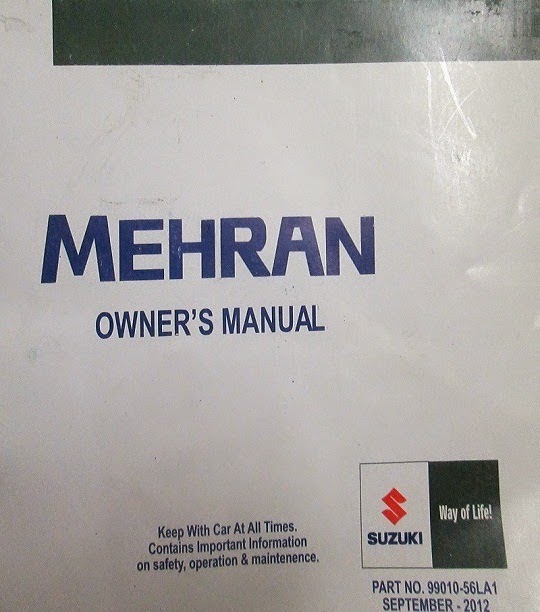 MEHRAN
OWNER'S MANUAL
Keep With Car At All Times.
Contains Important Information
on safety, operation & maintenence.
SUZUKI
Way of Life!
PART NO. 99010-56LA1
SEPTEMBER - 2012